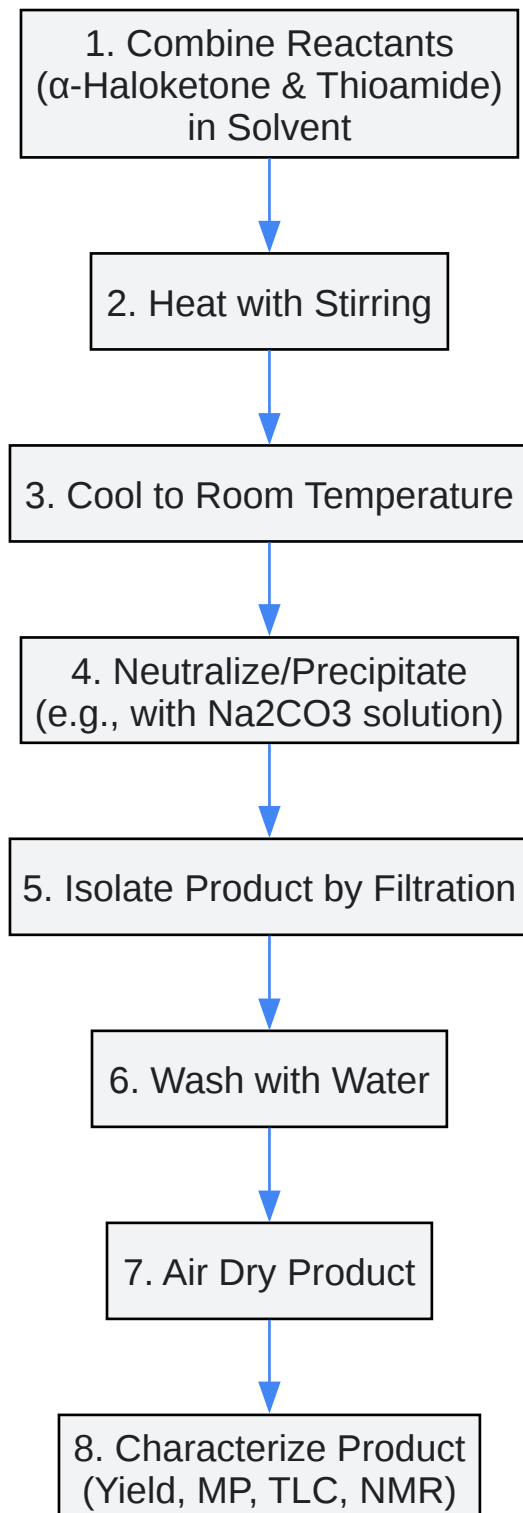 1. Combine Reactants
(α-Haloketone & Thioamide)
in Solvent
2. Heat with Stirring
3. Cool to Room Temperature
4. Neutralize/Precipitate
(e.g., with Na2CO3 solution)
5. Isolate Product by Filtration
6. Wash with Water
7. Air Dry Product
8. Characterize Product
(Yield, MP, TLC, NMR)